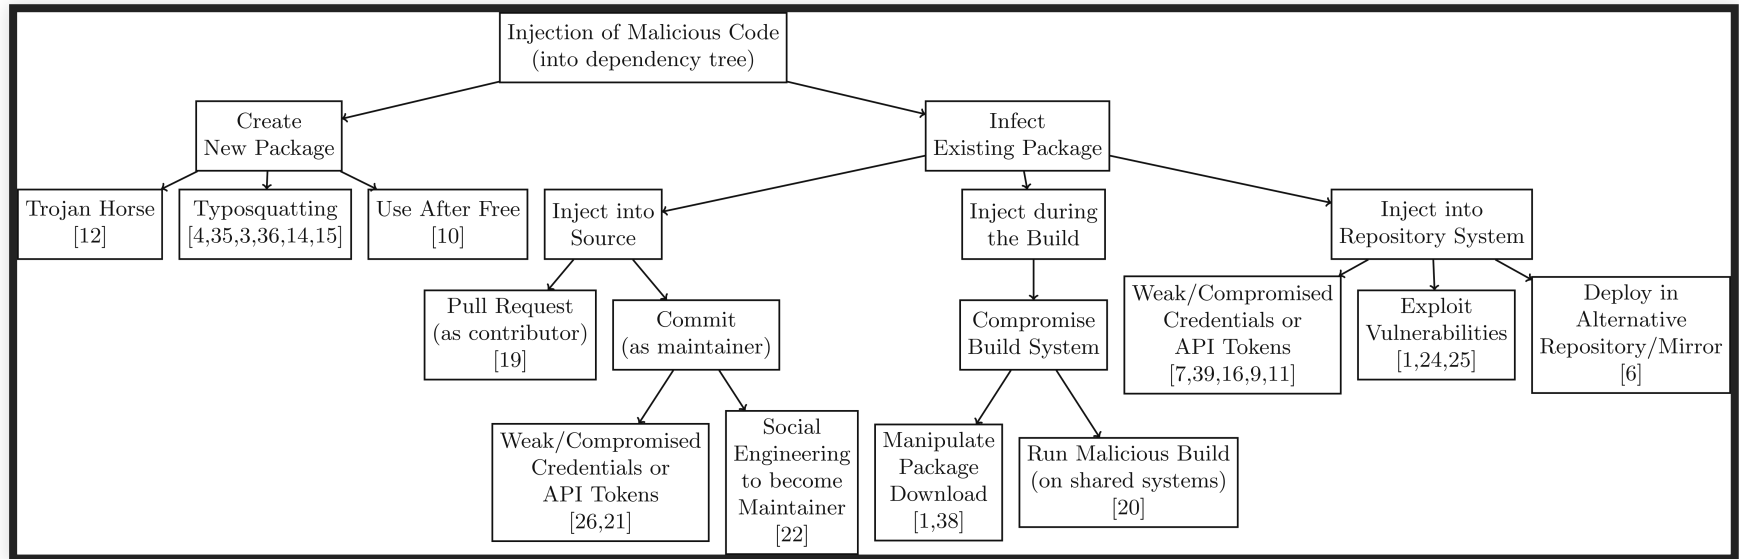 Injection of Malicious Code
(into dependency tree)
Create
New Package
Infect
Existing Package
Trojan Horse
[12]
Typosquatting
[4,35,3,36,14,15]
Use After Free
[10]
Inject into
Source
Inject during
the Build
Inject into
Repository System
Pull Request
(as contributor)
[19]
Commit
(as maintainer)
Compromise
Build System
Weak/Compromised
Credentials or
API Tokens
[7,39,16,9,11]
Exploit
Vulnerabilities
[1,24,25]
Deploy in
Alternative
Repository/Mirror
[6]
Weak/Compromised
Credentials or
API Tokens
[26,21]
Social
Engineering
to become
Maintainer
[22]
Manipulate
Package
Download
[1,38]
Run Malicious Build
(on shared systems)
[20]